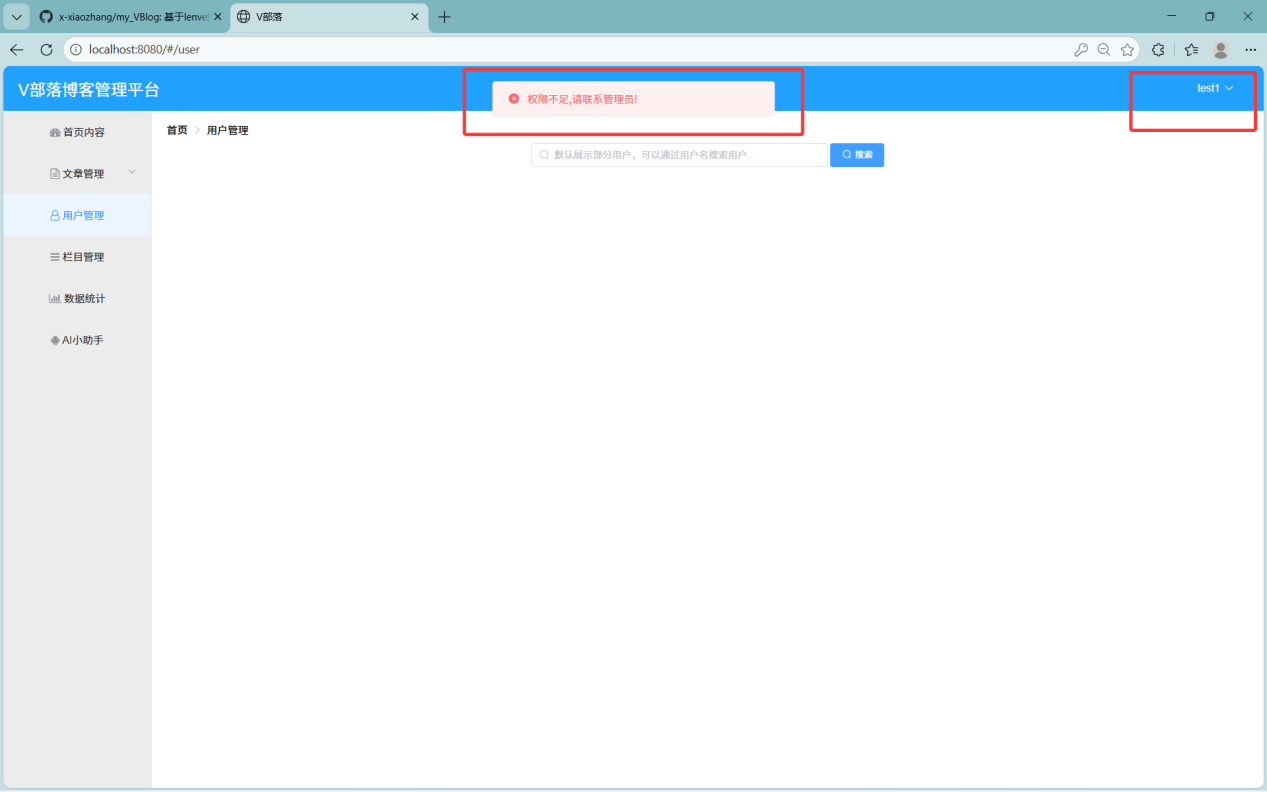 x-xiaozhang/my_VBlog: 基于lenve
V部落
localhost:8080/#/user
V部落博客管理平台
权限不足,请联系管理员!
test1
首页内容
首页
用户管理
默认展示部分用户，可以通过用户名搜索用户...
搜索
文章管理
用户管理
栏目管理
数据统计
AI小助手